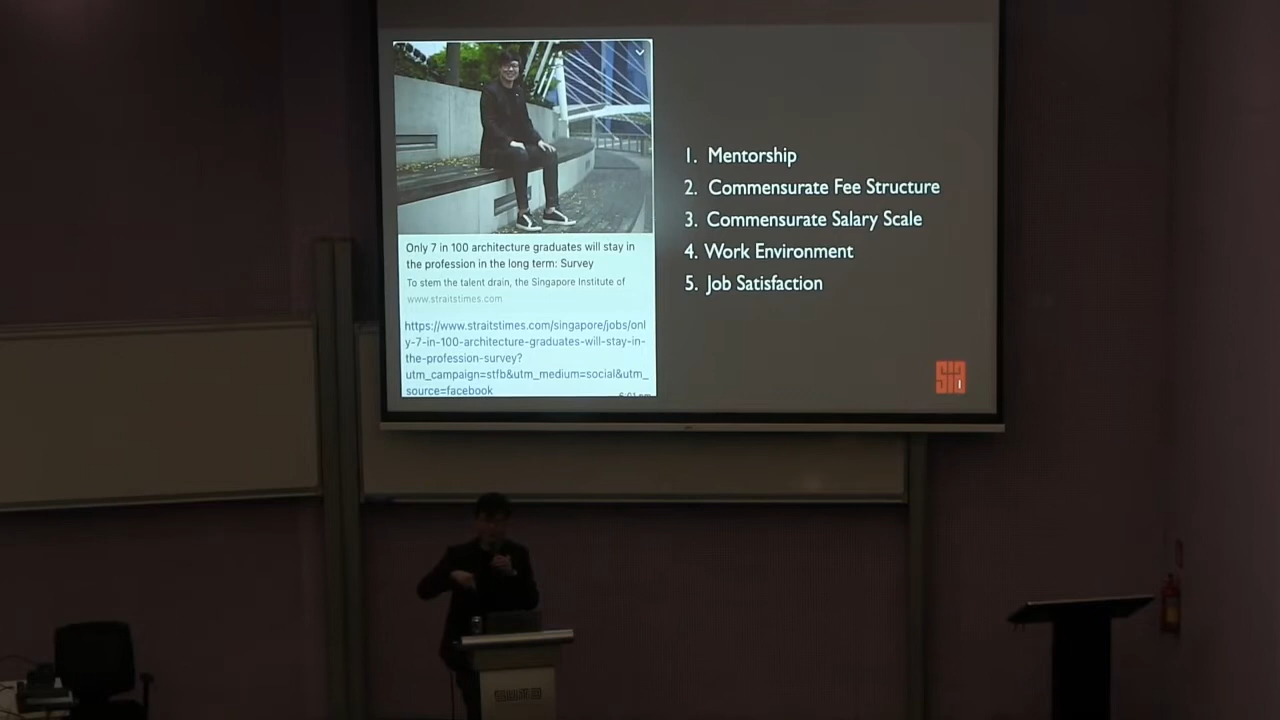 Only 7 in 100 architecture graduates will stay in
the profession in the long term: Survey
To stem the talent drain, the Singapore Institute of
www.straitstimes.com
https://www.straitstimes.com/singapore/jobs/onl
y-7-in-100-architecture-graduates-will-stay-in-
the-profession-survey?
utm_campaign=stfb&utm_medium=social&utm_
source=facebook
1. Mentorship
2. Commensurate Fee Structure
3. Commensurate Salary Scale
4. Work Environment
5. Job Satisfaction
SIA